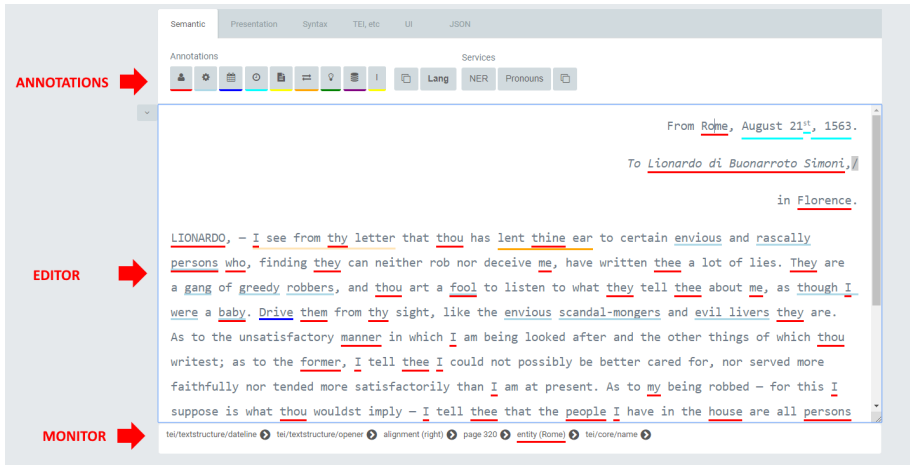 Semantic Presentation Syntax TEI, etc UI JSON
Annotations Services
ANNOTATIONS
Lang NER Pronouns
From Rome, August 21st, 1563.
To Lionardo di Buonarroto Simoni,/
in Florence.
LIONARDO, — I see from thy letter that thou has lent thine ear to certain envious and rascally
persons who, finding they can neither rob nor deceive me, have written thee a lot of lies. They are
EDITOR
a gang of greedy robbers, and thou art a fool to listen to what they tell thee about me, as though I
were a baby. Drive them from thy sight, like the envious scandal-mongers and evil livers they are.
As to the unsatisfactory manner in which I am being looked after and the other things of which thou
writest; as to the former, I tell thee I could not possibly be better cared for, nor served more
faithfully nor tended more satisfactorily than I am at present. As to my being robbed — for this I
suppose is what thou wouldst imply — I tell thee that the people I have in the house are all persons
MONITOR
tei/textstructure/dateline tei/textstructure/opener alignment (right) page 320 entity (Rome) tei/core/name